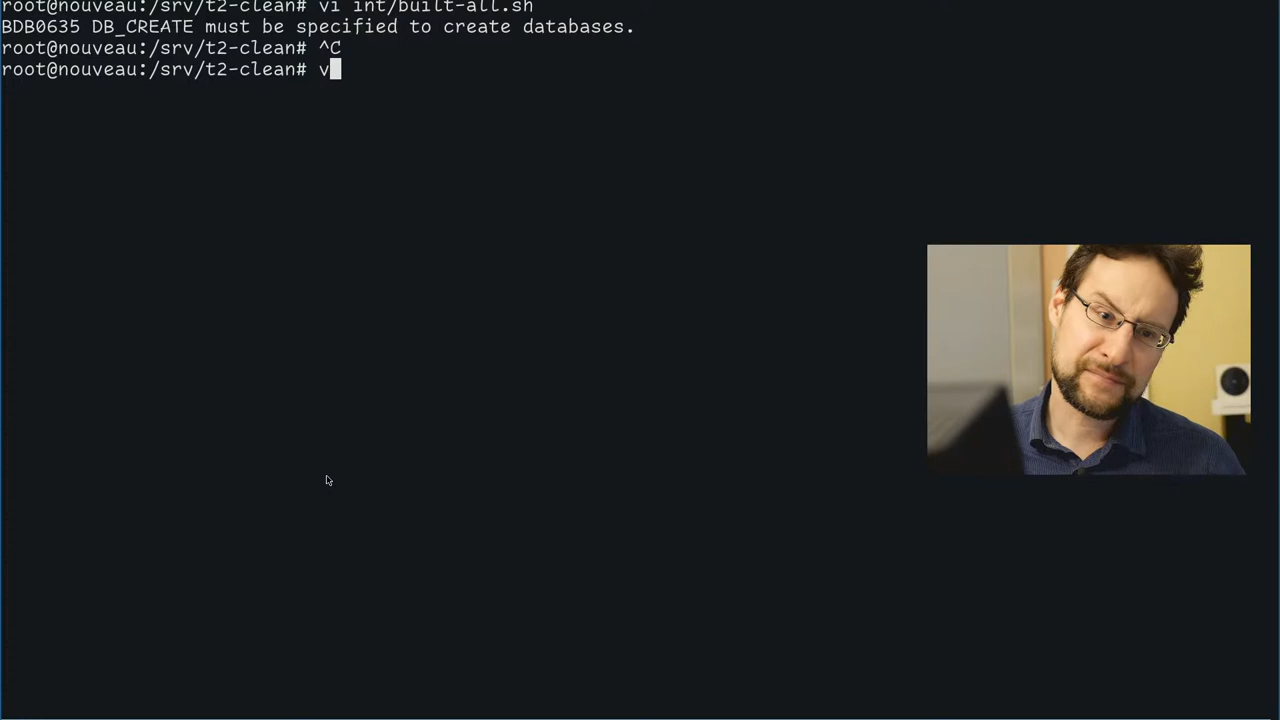 root@nouveau:/srv/t2-clean# vi int/built-all.sh
BDB0635 DB_CREATE must be specified to create databases.
root@nouveau:/srv/t2-clean# ^C
root@nouveau:/srv/t2-clean# v